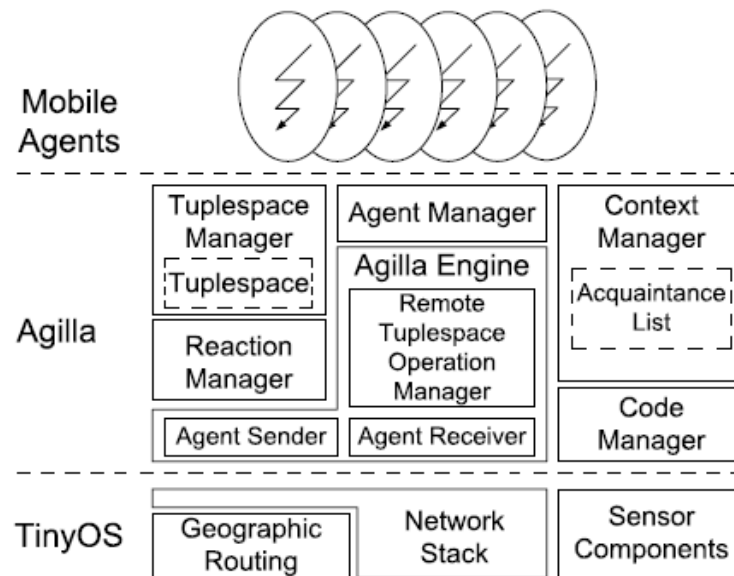 Mobile
Agents
Agilla
Tuplespace
Manager
Tuplespace
Reaction
Manager
Agent Manager
Agilla Engine
Remote
Tuplespace
Operation
Manager
Agent Sender
Agent Receiver
Context
Manager
Acquaintance
List
Code
Manager
TinyOS
Geographic
Routing
Network
Stack
Sensor
Components